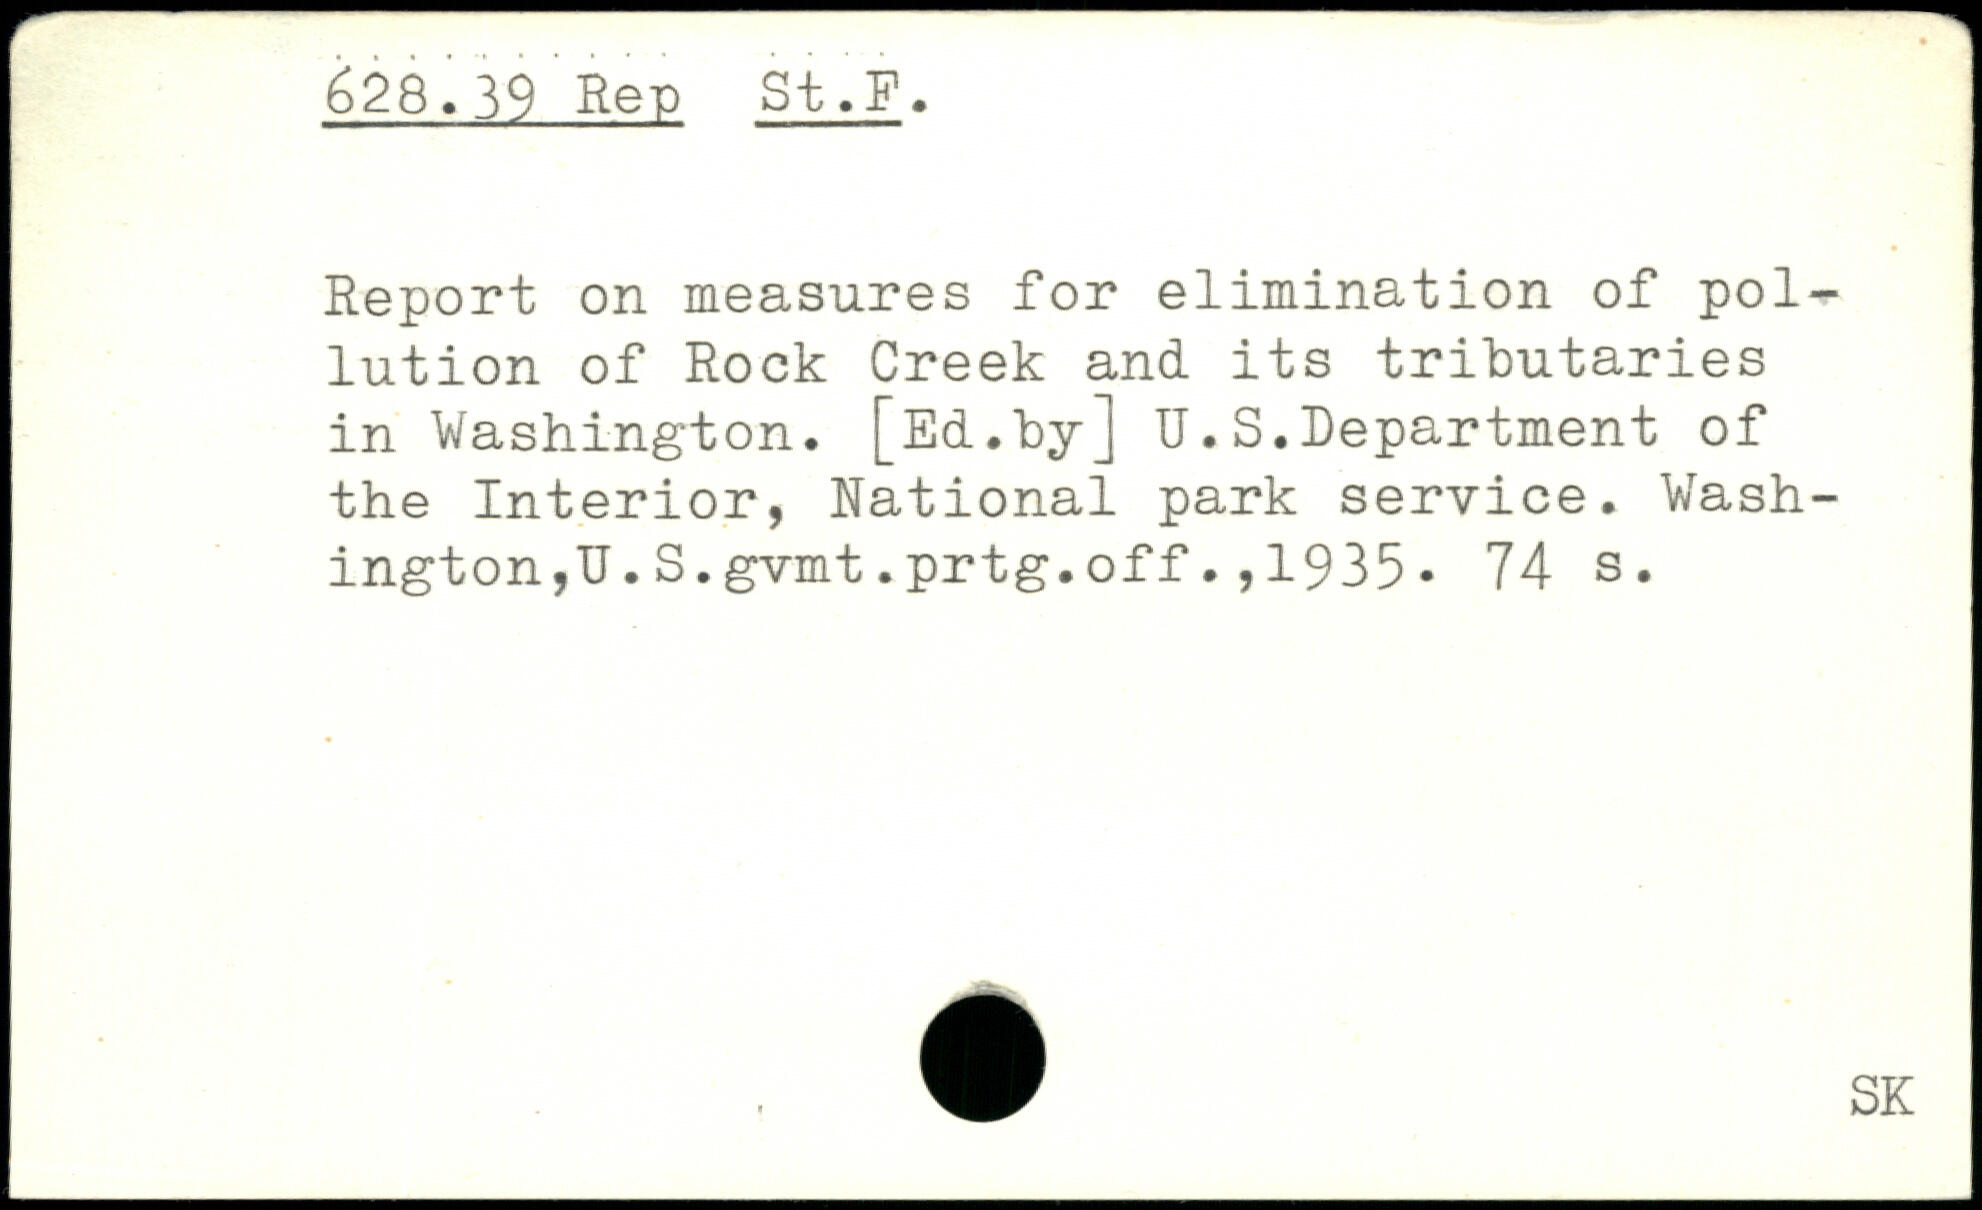 628.39 Rep St.F.
Report on measures for elimination of pol-
lution of Rock Creek and its tributaries
in Washington. [Ed.by] U.S.Department of
the Interior, National park service. Wash-
ington,U.S.gvmt.prtg.off.,1935. 74 s.
SK